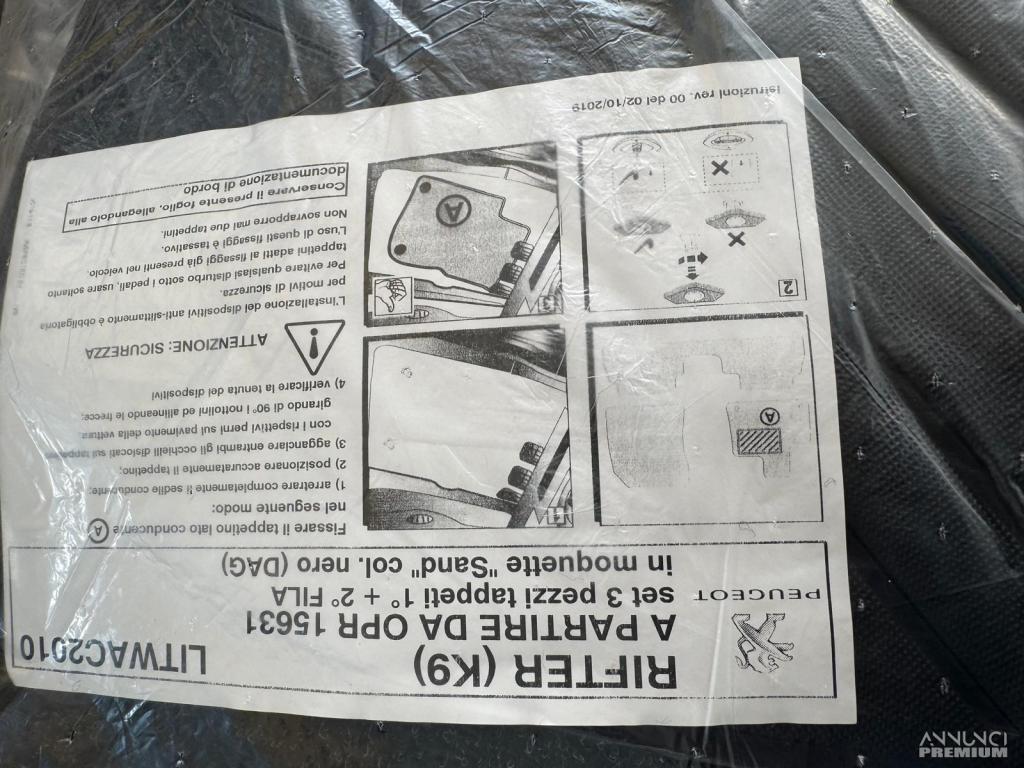 PEUGEOT
RIFTER (K9)
A PARTIRE DA OPR 15631
set 3 pezzi tappeti 1° + 2° FILA
in moquette "Sand" col. nero (DAG)
LITWAC2010
Fissare il tappetino lato conducente A
nel seguente modo:
1) arretrare completamente il sedile conducente;
2) posizionare accuratamente il tappetino;
3) agganciare gli occhielli dislocati sul
con i rispettivi perni sul pavimento della vettura
girando di 90° i nottolini ed allineando le frecce;
4) verificare la tenuta dei dispositivi
ATTENZIONE: SICUREZZA
L'installazione dei dispositivi anti-slittamento è obbligatoria
per motivi di sicurezza.
Per evitare qualsiasi disturbo sotto i pedali, usare soltanto
tappetini adatti ai fissaggi già presenti nel veicolo.
L'uso di questi fissaggi è tassativo.
Non sovrapporre mai due tappetini.
Conservare il presente foglio, allegandolo alla
documentazione di bordo
A
1
2
3
A
Istruzioni rev. 00 del 02/10/2019
ANNUNCI
PREMIUM